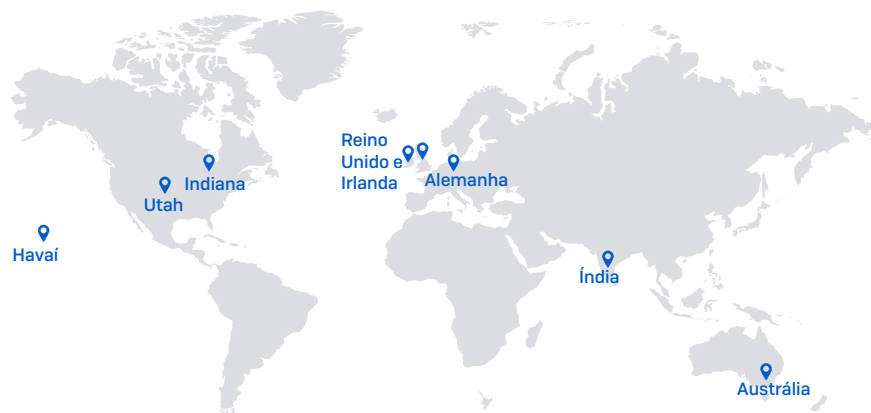 Reino
Unido e
Irlanda
Alemanha
Indiana
Utah
Havaí
Índia
Austrália